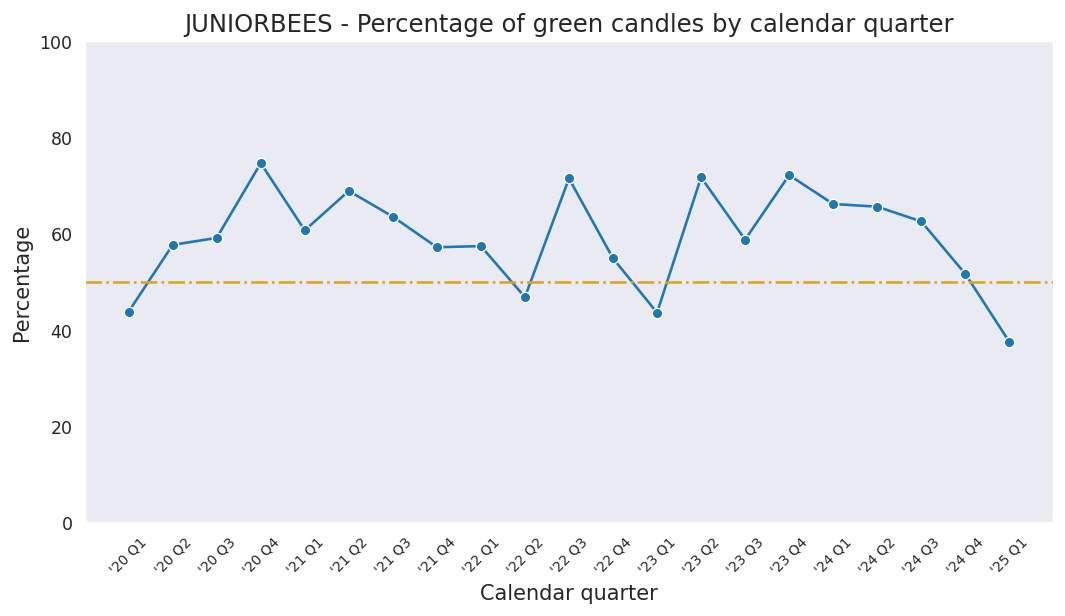 JUNIORBEES - Percentage of green candles by calendar quarter
Percentage
100
80
60
40
20
0
'20 Q1
'20 Q2
'20 Q3
'20 Q4
'21 Q1
'21 Q2
'21 Q3
'21 Q4
'22 Q1
'22 Q2
'22 Q3
'22 Q4
'23 Q1
'23 Q2
'23 Q3
'23 Q4
'24 Q1
'24 Q2
'24 Q3
'24 Q4
'25 Q1
Calendar quarter